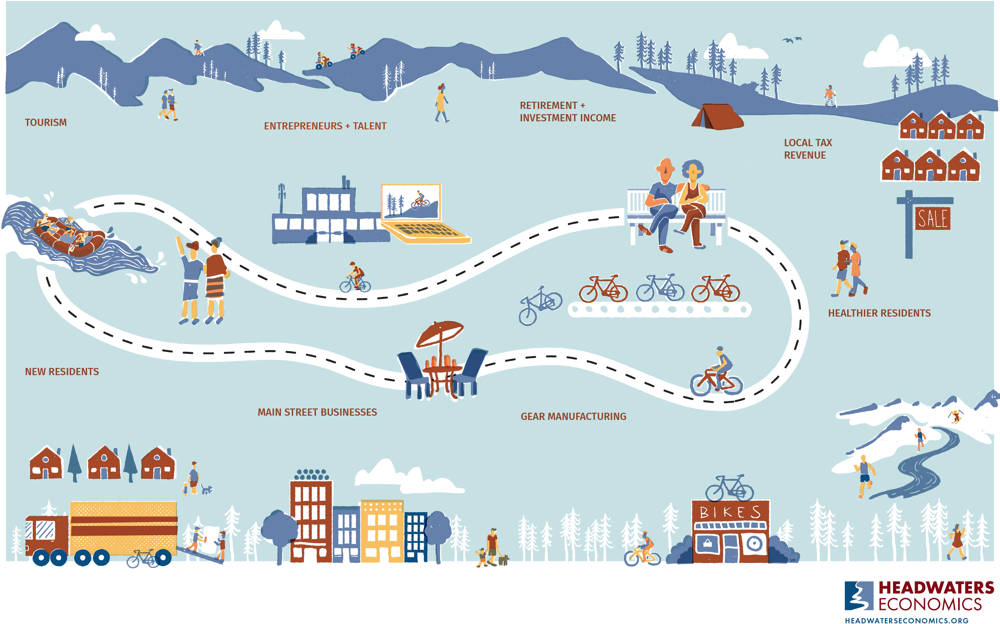 TOURISM
ENTREPRENEURS + TALENT
RETIREMENT +
INVESTMENT INCOME
LOCAL TAX
REVENUE
SALE
HEALTHIER RESIDENTS
NEW RESIDENTS
MAIN STREET BUSINESSES
GEAR MANUFACTURING
BIKES
HEADWATERS
ECONOMICS
HEADWATERSECONOMICS.ORG